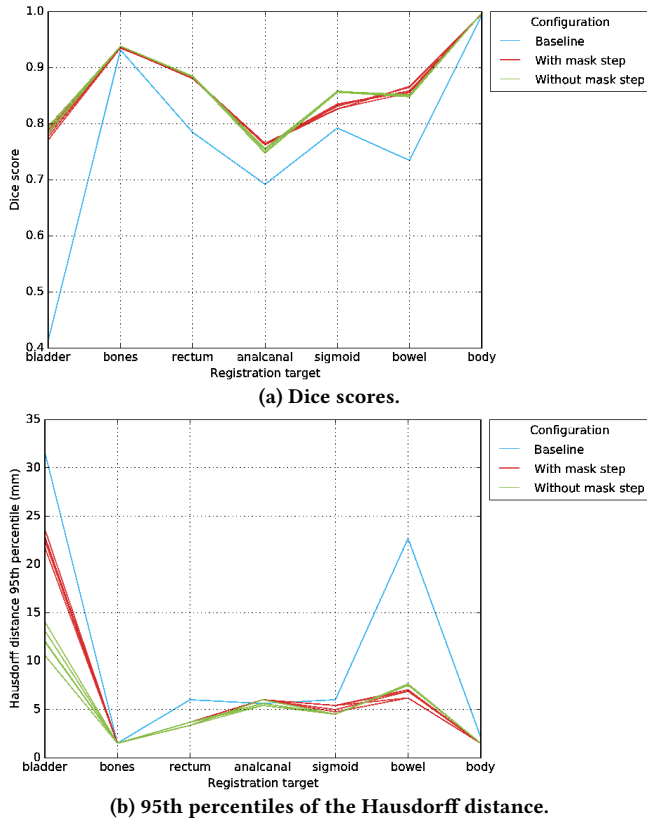 1.0
0.9
0.8
0.7
0.6
0.5
0.4
Dice score
bladder bones rectum analcanal sigmoid bowel body
Registration target
Configuration
Baseline
With mask step
Without mask step
(a) Dice scores.
35
30
25
20
15
10
5
0
Hausdorff distance 95th percentile (mm)
bladder bones rectum analcanal sigmoid bowel body
Registration target
Configuration
Baseline
With mask step
Without mask step
(b) 95th percentiles of the Hausdorff distance.